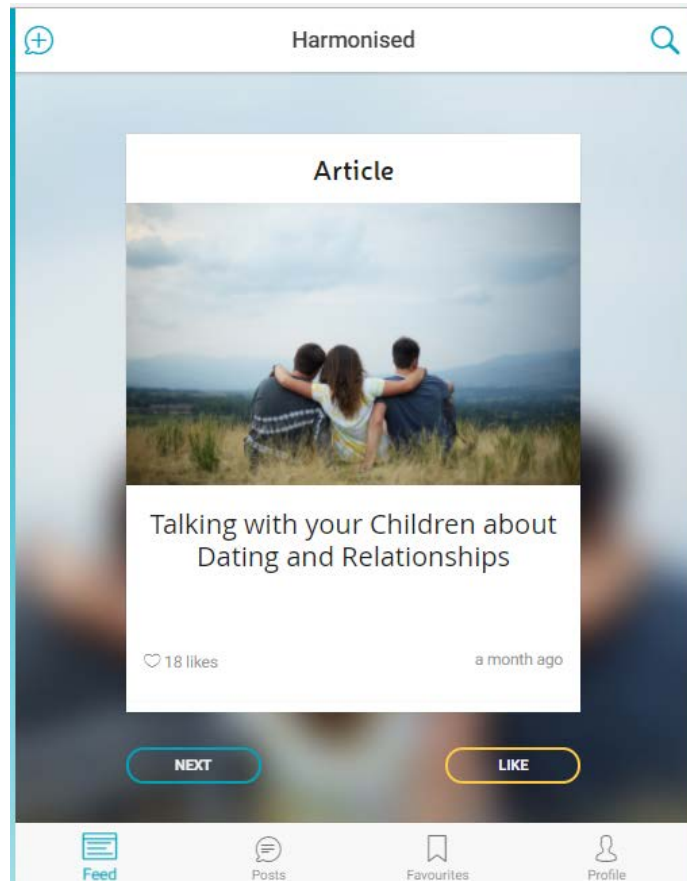 Harmonised
Article
Talking with your Children about
Dating and Relationships
18 likes
a month ago
NEXT
LIKE
Feed
Posts
Favourites
Profile